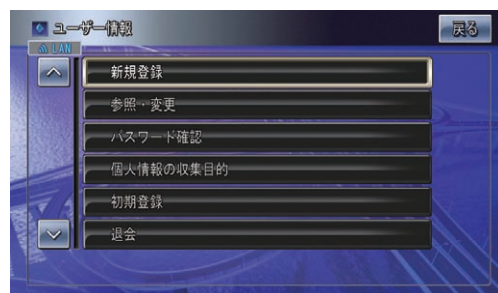 ユーザー情報
戻る
LAN
新規登録
参照・変更
パスワード確認
個人情報の収集目的
初期登録
退会